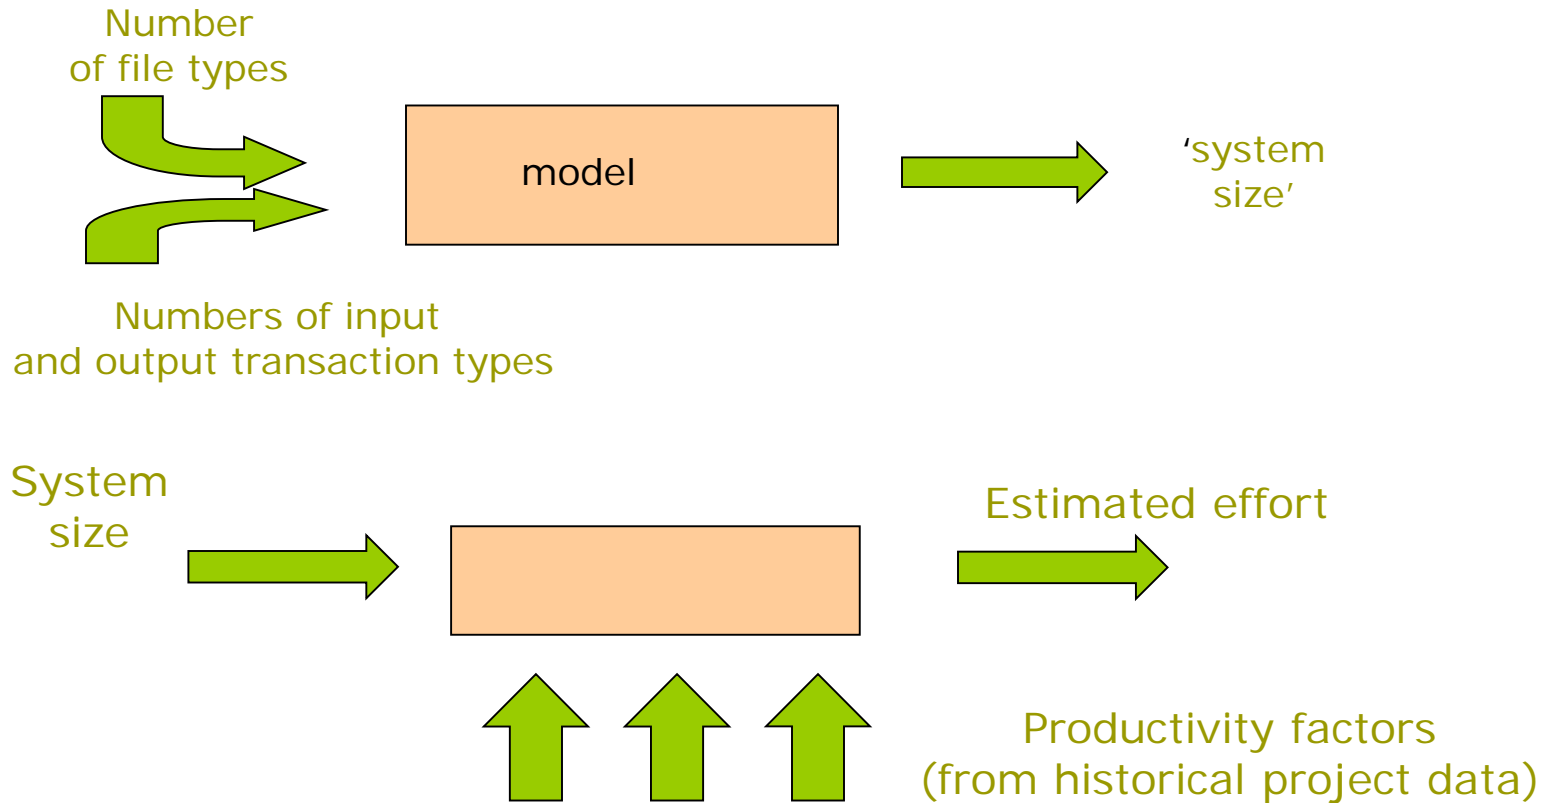 Number
of file types
model
‘system
size’
Numbers of input
and output transaction types
System
size
Estimated effort
Productivity factors
(from historical project data)